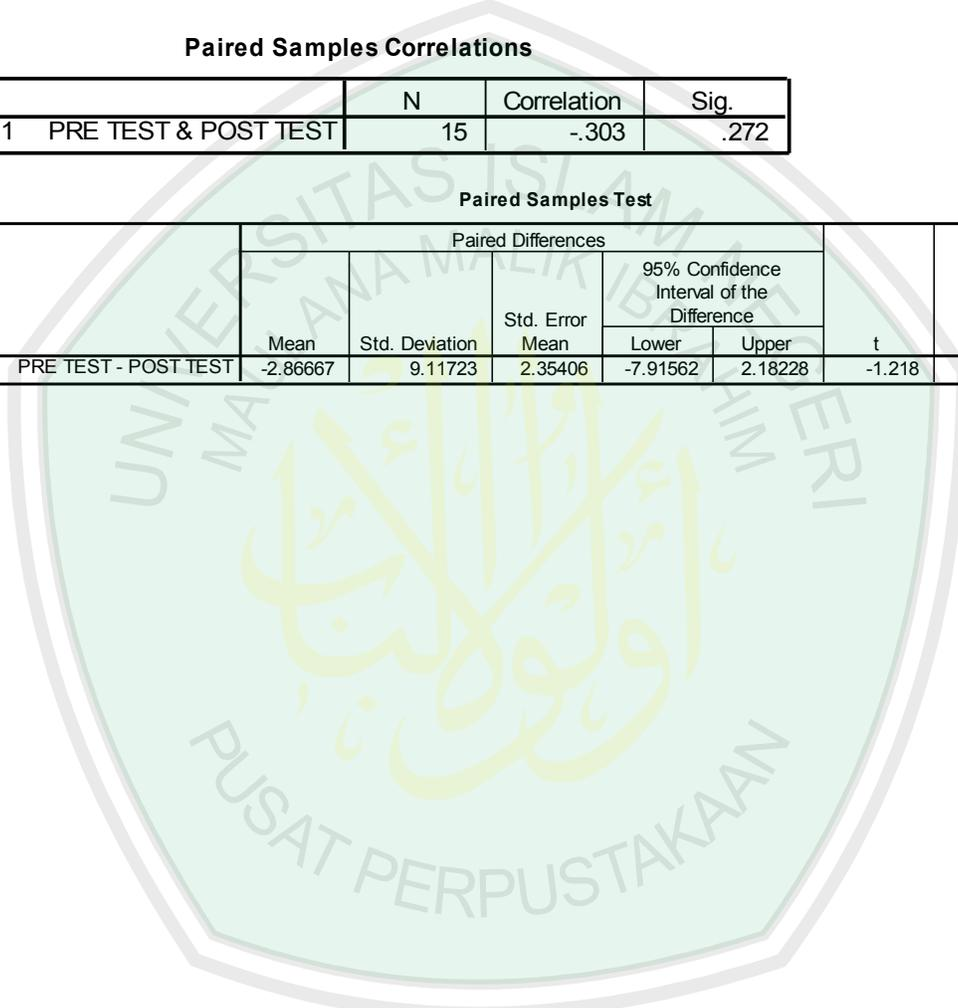 Paired Samples Correlations
N Correlation Sig.
1 PRE TEST & POST TEST 15 -.303 .272
Paired Samples Test
Paired Differences
95% Confidence
Interval of the
Difference
Std. Error
Mean Std. Deviation Mean Lower Upper t
PRE TEST - POST TEST -2.86667 9.11723 2.35406 -7.91562 2.18228 -1.218
UNIVERSITAS ISLAM NEGERI
MAULANA MALIK IBRAHIM
PUSAT PERPUSTAKAAN